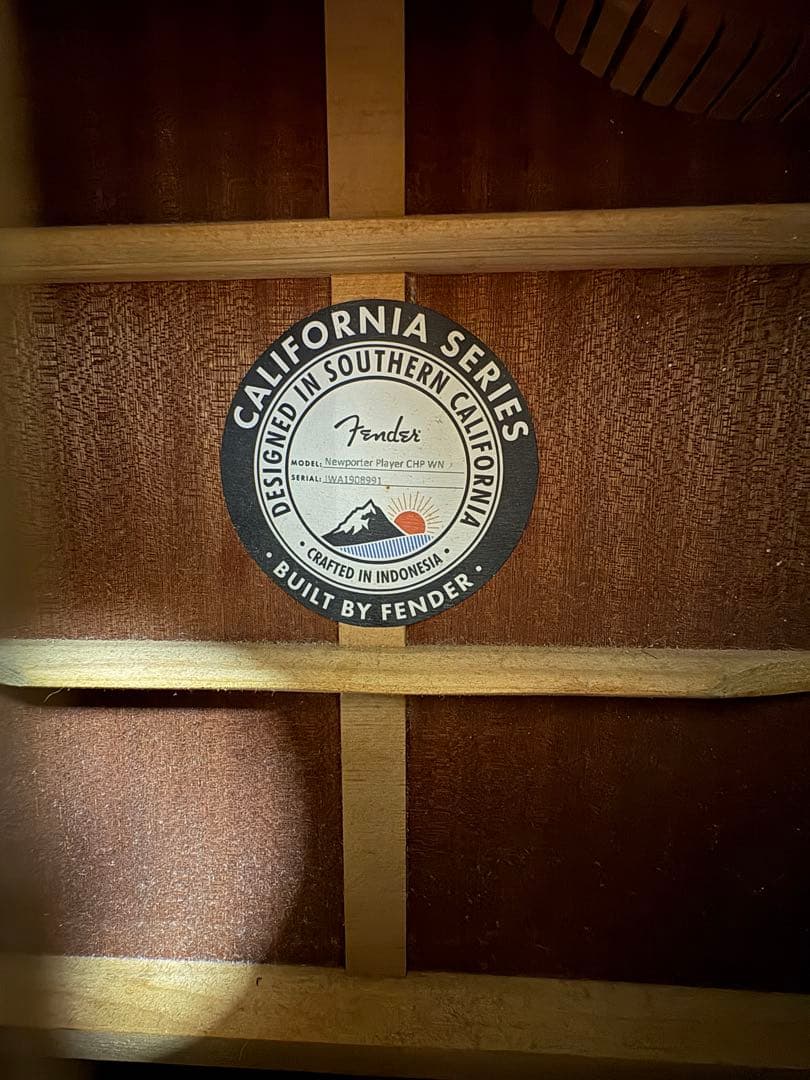 CALIFORNIA SERIES
DESIGNED IN SOUTHERN CALIFORNIA
Fender
MODEL: Newporter Player CHP WN
SERIAL: IWA1908991
• CRAFTED IN INDONESIA •
• BUILT BY FENDER •